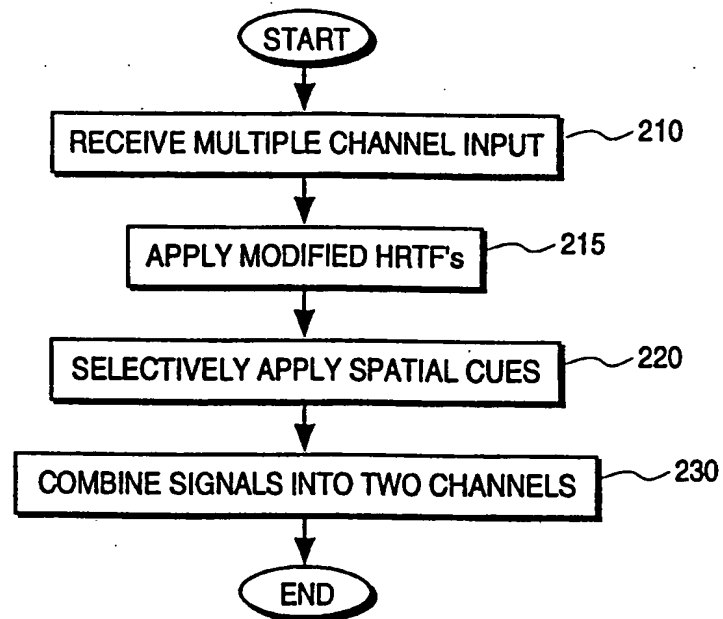 START
RECEIVE MULTIPLE CHANNEL INPUT
210
APPLY MODIFIED HRTF's
215
SELECTIVELY APPLY SPATIAL CUES
220
COMBINE SIGNALS INTO TWO CHANNELS
230
END